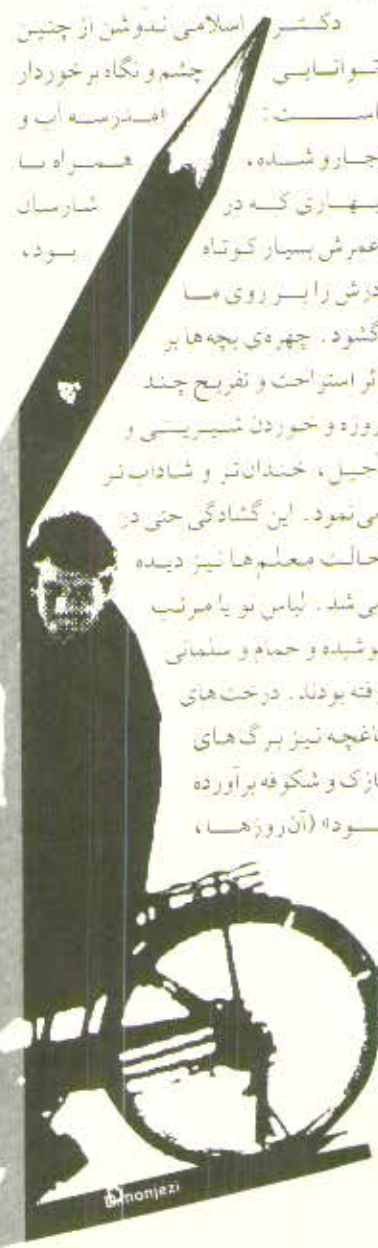 دکتر اسلامی ندوشن از چنین
توانایی چشم و نگاه برخوردار
است: «مدرسه آب و
جارو شده، همراه با
بهاری که در شارسان
عمرش بسیار کوتاه بود،
درش را بر روی ما
گشود. چهره‌ی بچه‌ها بر
اثر استراحت و تفریح چند
روزه و خوردن شیرینی و
آجیل، خندان‌تر و شاداب‌تر
می‌نمود. این گشادگی حتی در
حالت معلم‌ها نیز دیده
می‌شد. لباس نو یا مرتب
پوشیده و حمام و سلمانی
رفته بودند. درخت‌های
باغچه نیز برگ‌های
نازک و شکوفه برآورده
بود» (آن روزها،
monjezi